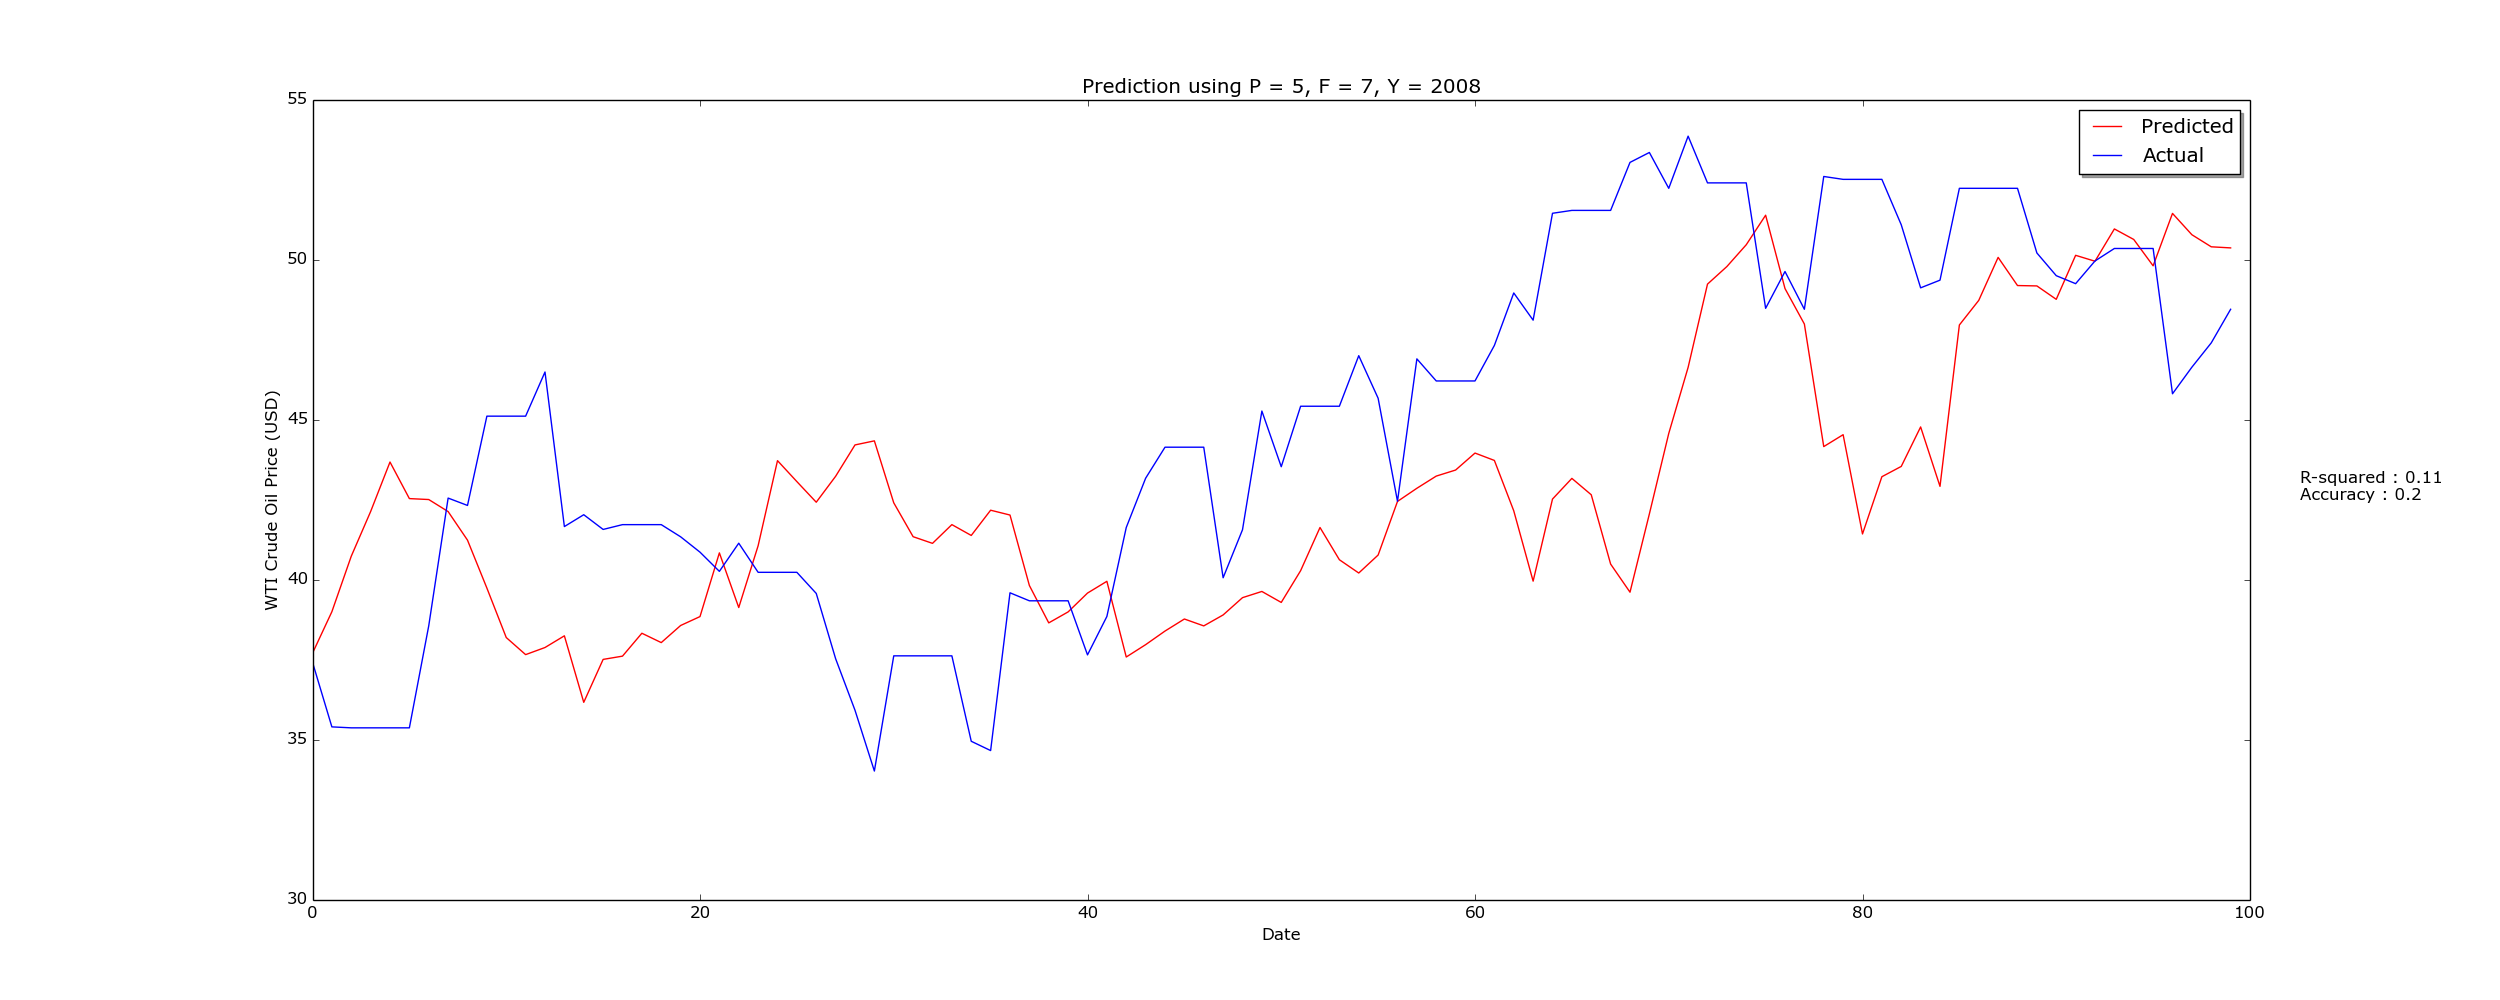 Prediction using P = 5, F = 7, Y = 2008
Predicted
Actual
55
50
45
40
35
30
WTI Crude Oil Price (USD)
0
20
40
60
80
100
Date
R-squared : 0.11
Accuracy : 0.2